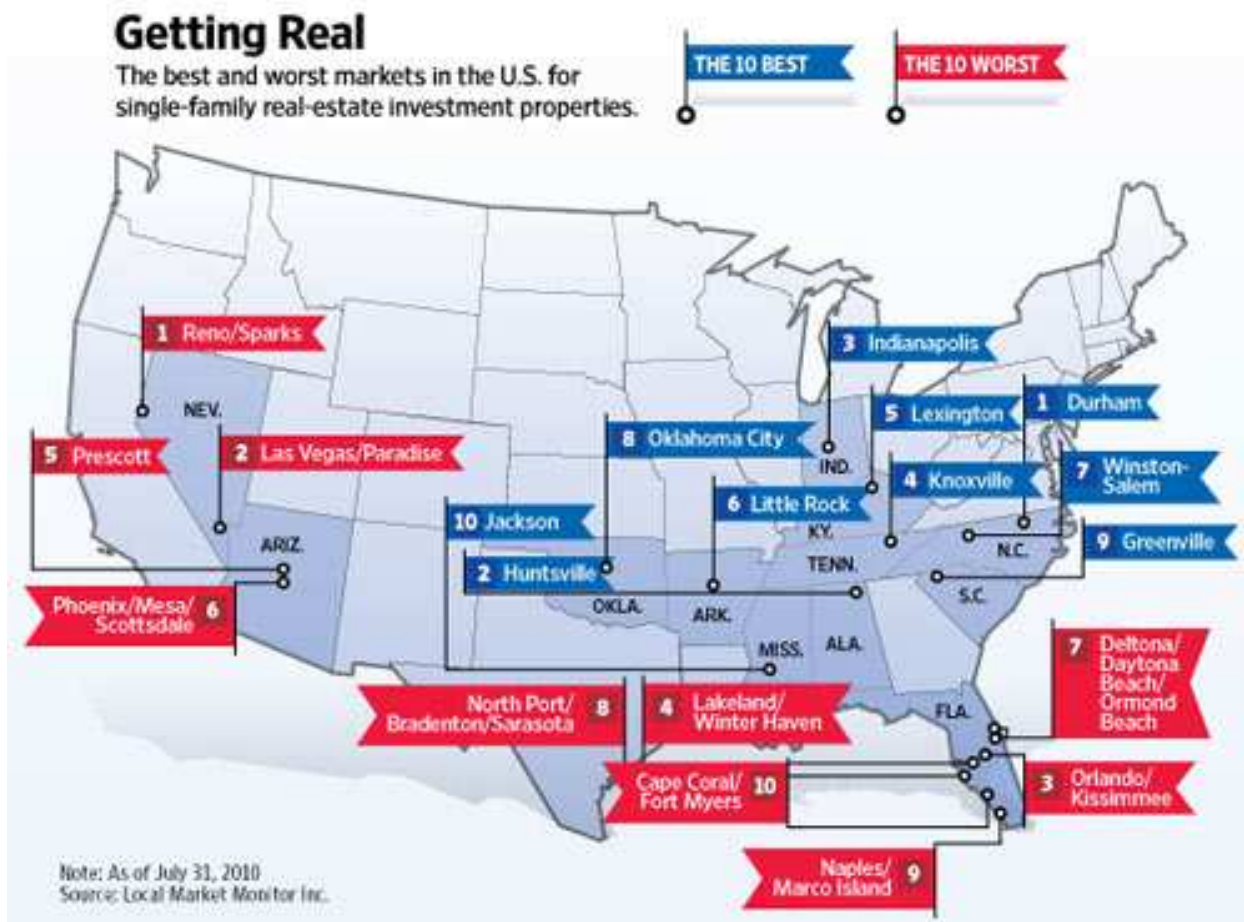 Getting Real
The best and worst markets in the U.S. for
single-family real-estate investment properties.
THE 10 BEST
THE 10 WORST
1 Reno/Sparks
3 Indianapolis
NEV.
5 Lexington
1 Durham
5 Prescott
2 Las Vegas/Paradise
8 Oklahoma City
IND.
4 Knoxville
7 Winston-
Salem
6 Little Rock
10 Jackson
KY.
ARIZ.
TENN.
N.C.
9 Greenville
2 Huntsville
Phoenix/Mesa/
Scottsdale 6
OKLA.
ARK.
S.C.
MISS.
ALA.
7 Deltona/
Daytona
Beach/
Ormond
Beach
North Port/
Bradenton/Sarasota 8
4 Lakeland/
Winter Haven
FLA.
Cape Coral/
Fort Myers 10
3 Orlando/
Kissimmee
Naples/
Marco Island 9
Note: As of July 31, 2010
Source: Local Market Monitor Inc.